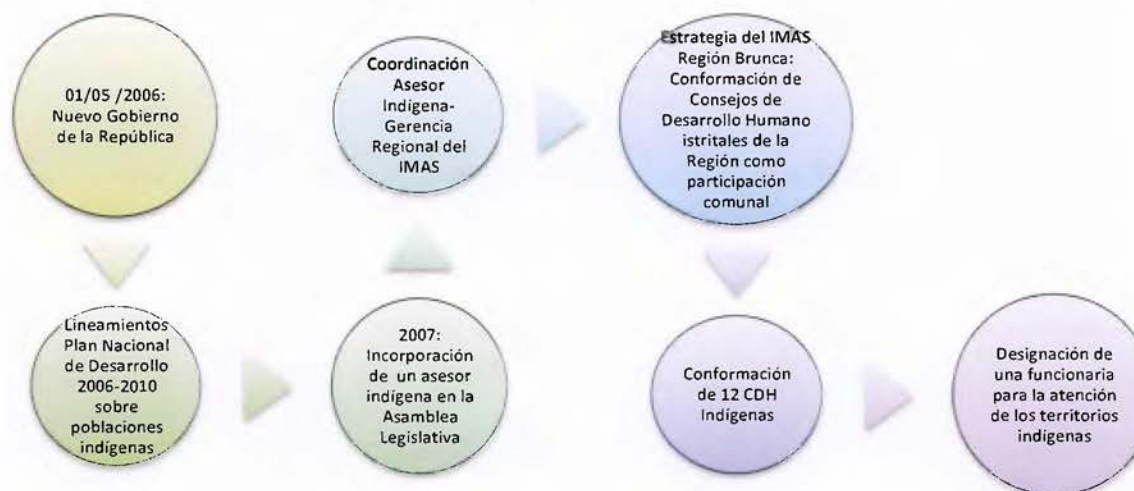 01/05 /2006:
Nuevo Gobierno
de la República
Lineamientos
Plan Nacional
de Desarrollo
2006-2010
sobre
poblaciones
indígenas
2007:
Incorporación
de un asesor
indígena en la
Asamblea
Legislativa
Coordinación
Asesor
Indígena-
Gerencia
Regional del
IMAS
Estrategia del IMAS
Región Brunca:
Conformación de
Consejos de
Desarrollo Humano
istritales de la
Región como
participación
comunal
Conformación
de 12 CDH
Indígenas
Designación de
una funcionaria
para la atención
de los territorios
indígenas